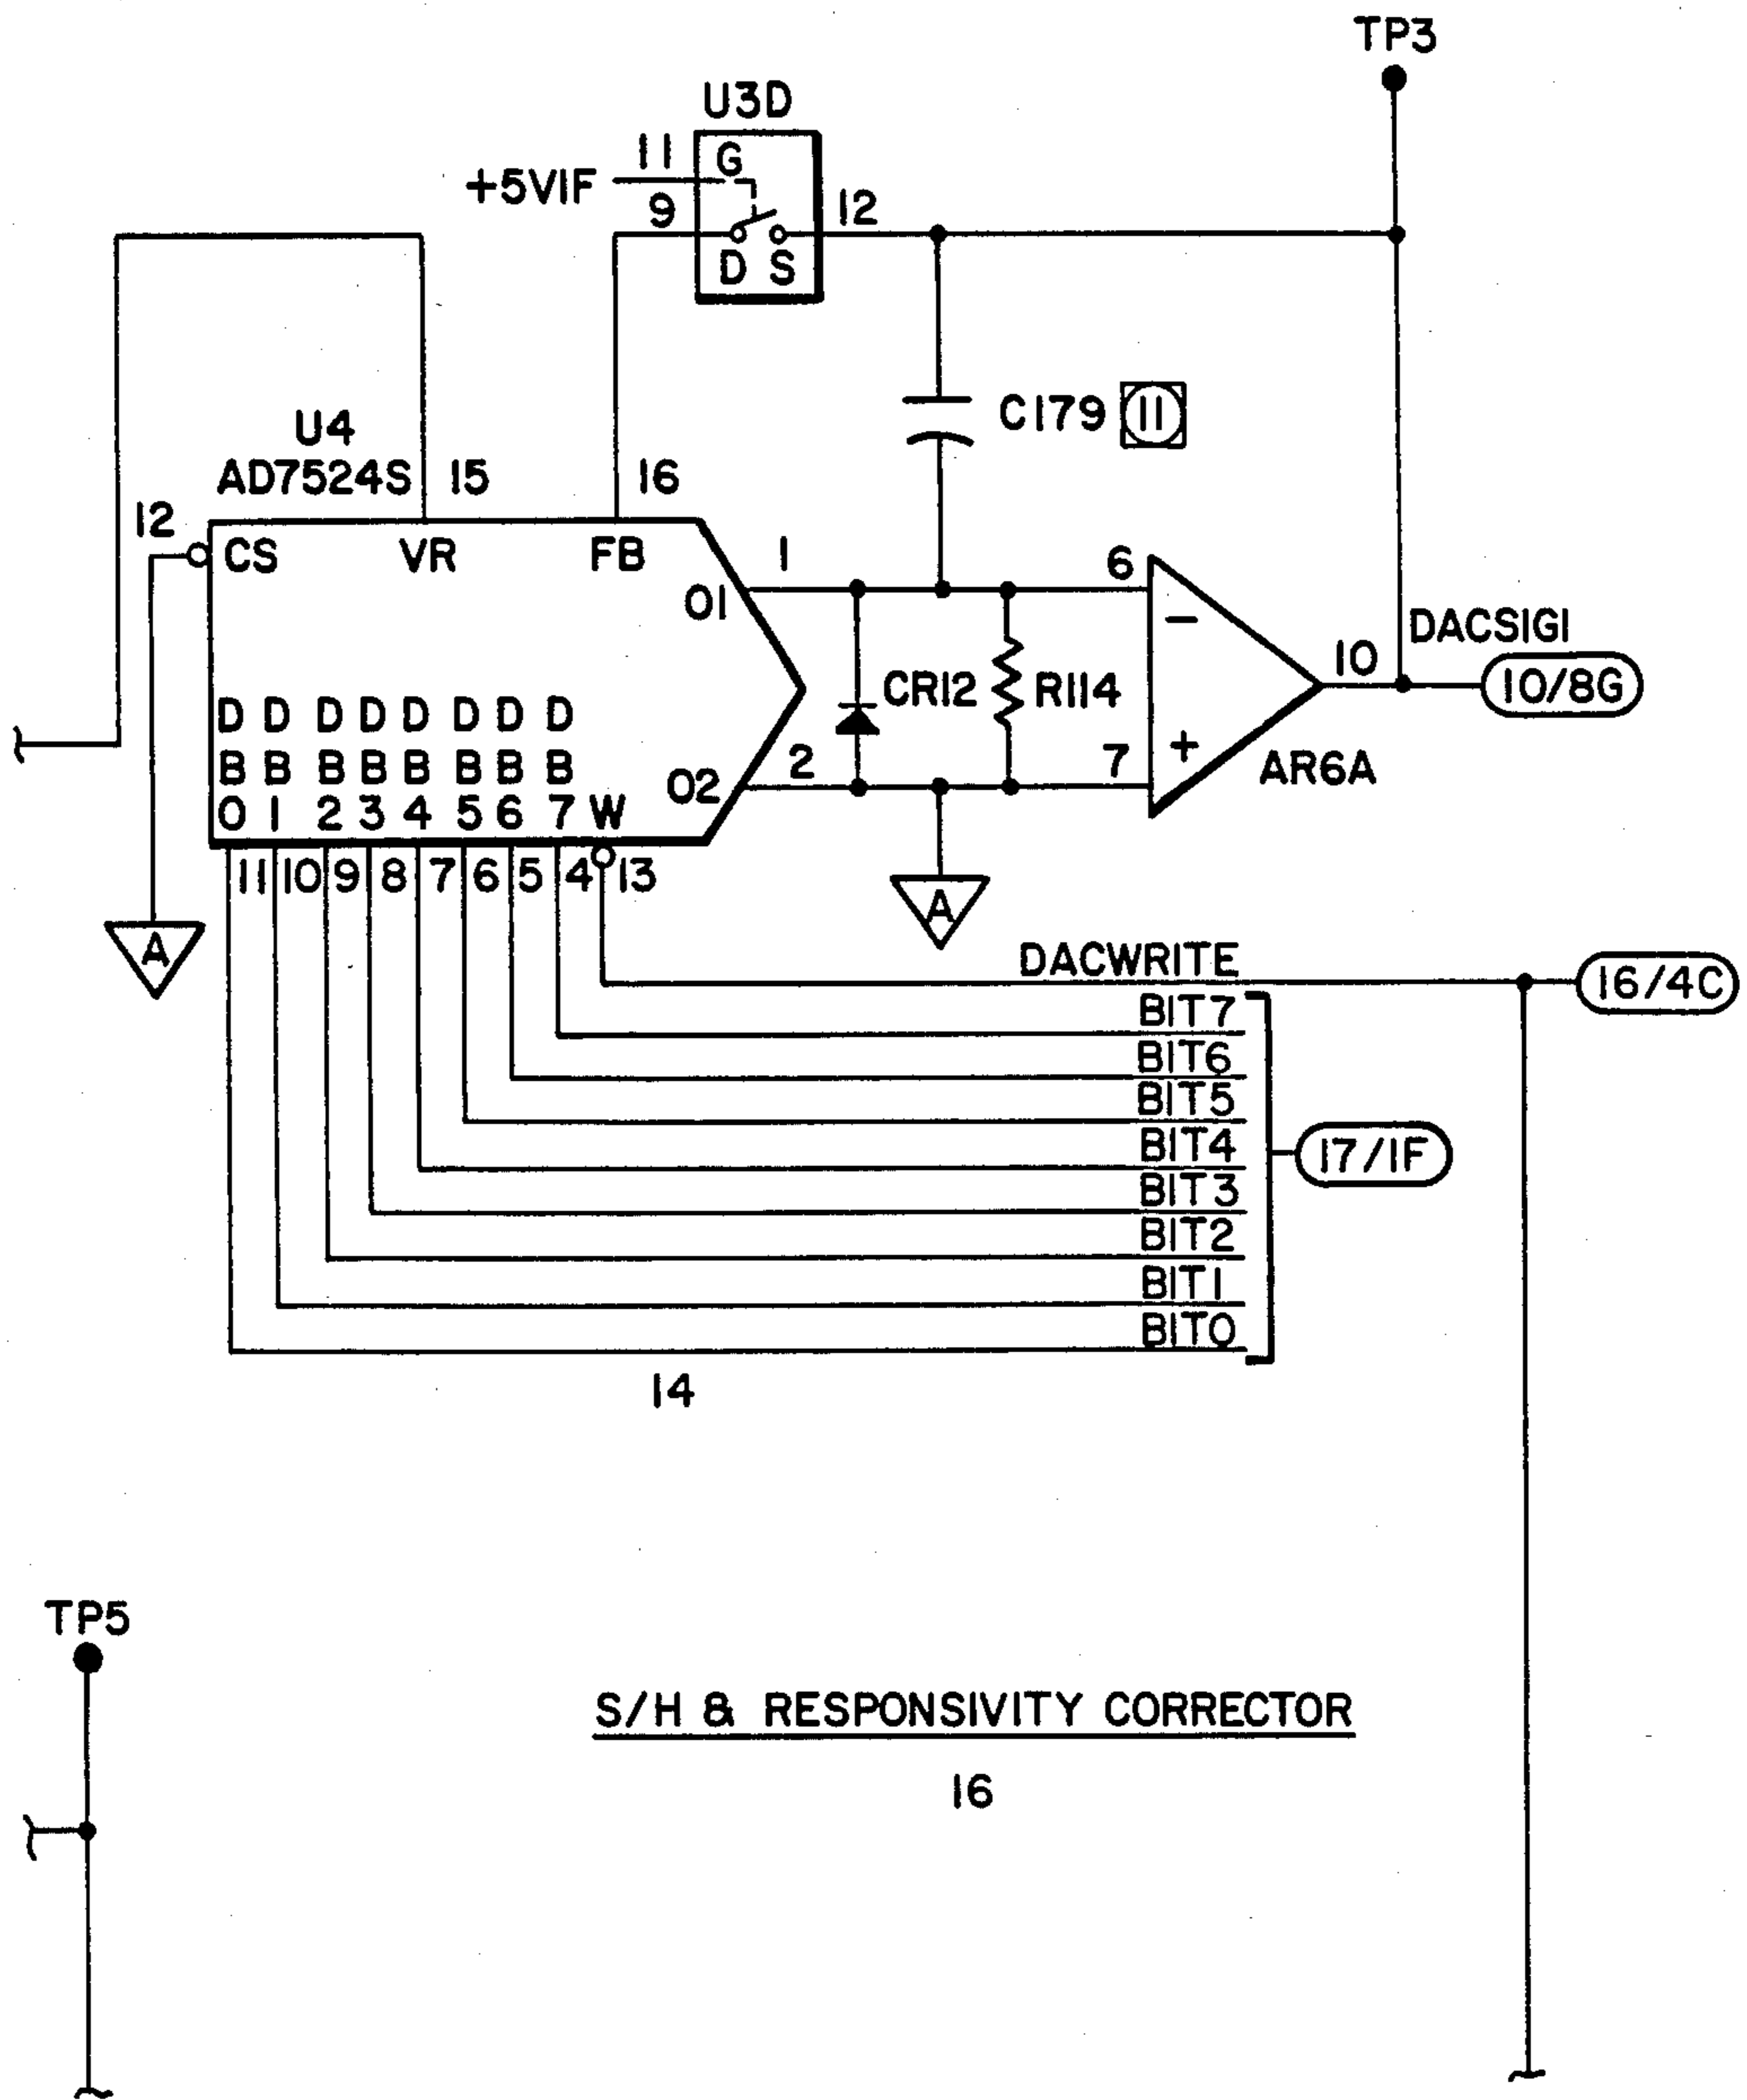 TP3
U3D
11 G
+5VIF
9 12
D S
C179 11
U4
AD7524S 15 16
12
CS VR FB 1 6
O1 −
DACSIG1
10
10/8G
CR12 R114
D D D D D D D D
B B B B B B B B 2 7 +
O2 AR6A
0 1 2 3 4 5 6 7 W
11 10 9 8 7 6 5 4 13
A A
DACWRITE
16/4C
BIT7
BIT6
BIT5
BIT4
17/1F
BIT3
BIT2
BIT1
BIT0
14
TP5
S/H & RESPONSIVITY CORRECTOR
16